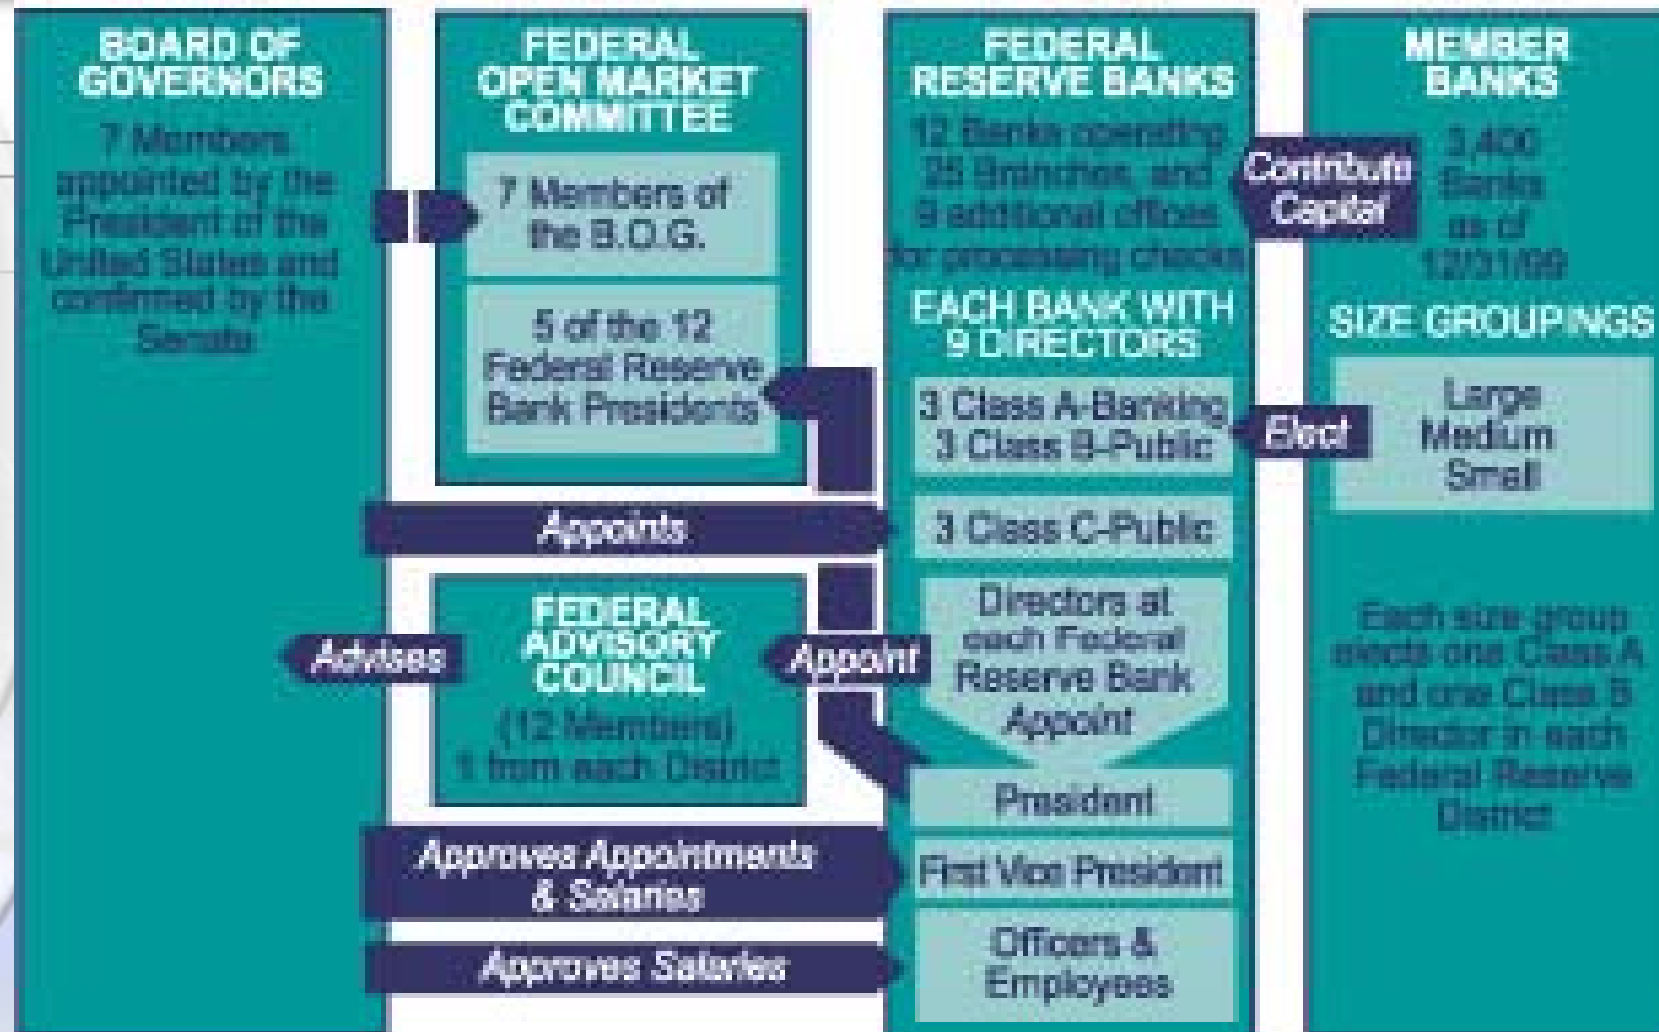 BOARD OF
GOVERNORS
7 Members
appointed by the
President of the
United States and
confirmed by the
Senate
FEDERAL
OPEN MARKET
COMMITTEE
7 Members of
the B.O.G.
5 of the 12
Federal Reserve
Bank Presidents
Appoints
FEDERAL
ADVISORY
COUNCIL
(12 Members)
1 from each District
Advises
Appoint
Approves Appointments
& Salaries
Approves Salaries
FEDERAL
RESERVE BANKS
12 Banks operating
25 Branches, and
9 additional offices
for processing checks
EACH BANK WITH
9 DIRECTORS
3 Class A-Banking
3 Class B-Public
3 Class C-Public
Directors at
each Federal
Reserve Bank
Appoint
President
First Vice President
Officers &
Employees
Contribute
Capital
Elect
MEMBER
BANKS
Banks
as of
SIZE GROUPINGS
Large
Medium
Small
Each size group
elects one Class A
and one Class B
Director in each
Federal Reserve
District